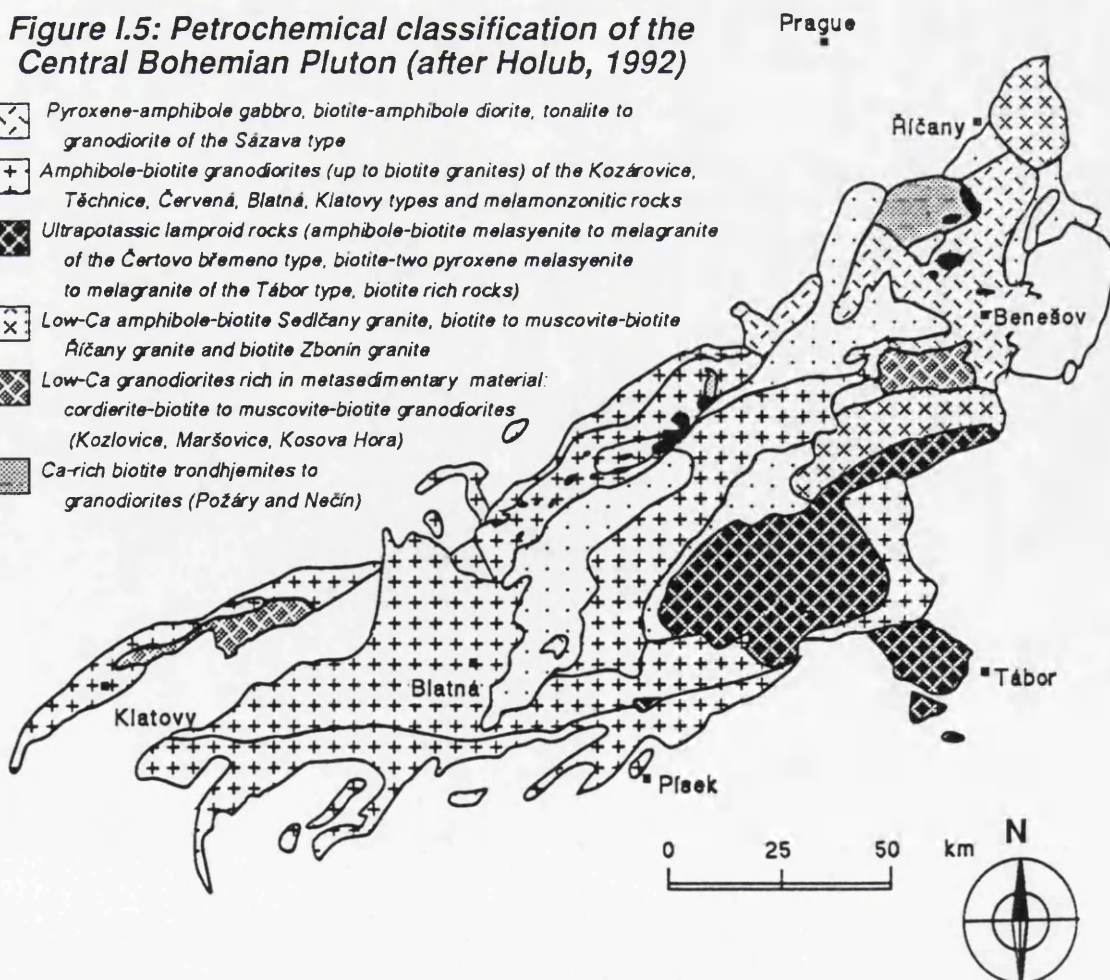 Figure I.5: Petrochemical classification of the
Central Bohemian Pluton (after Holub, 1992)
Pyroxene-amphibole gabbro, biotite-amphibole diorite, tonalite to
granodiorite of the Sázava type
Amphibole-biotite granodiorites (up to biotite granites) of the Kozárovice,
Těchnice, Červená, Blatná, Klatovy types and melamonzonitic rocks
Ultrapotassic lamproid rocks (amphibole-biotite melasyenite to melagranite
of the Čertovo břemeno type, biotite-two pyroxene melasyenite
to melagranite of the Tábor type, biotite rich rocks)
Low-Ca amphibole-biotite Sedlčany granite, biotite to muscovite-biotite
Říčany granite and biotite Zbonín granite
Low-Ca granodiorites rich in metasedimentary material:
cordierite-biotite to muscovite-biotite granodiorites
(Kozlovice, Maršovice, Kosova Hora)
Ca-rich biotite trondhjemites to
granodiorites (Požáry and Nečín)
Prague
Říčany
Benešov
Tábor
Blatná
Klatovy
Písek
0 25 50 km
N